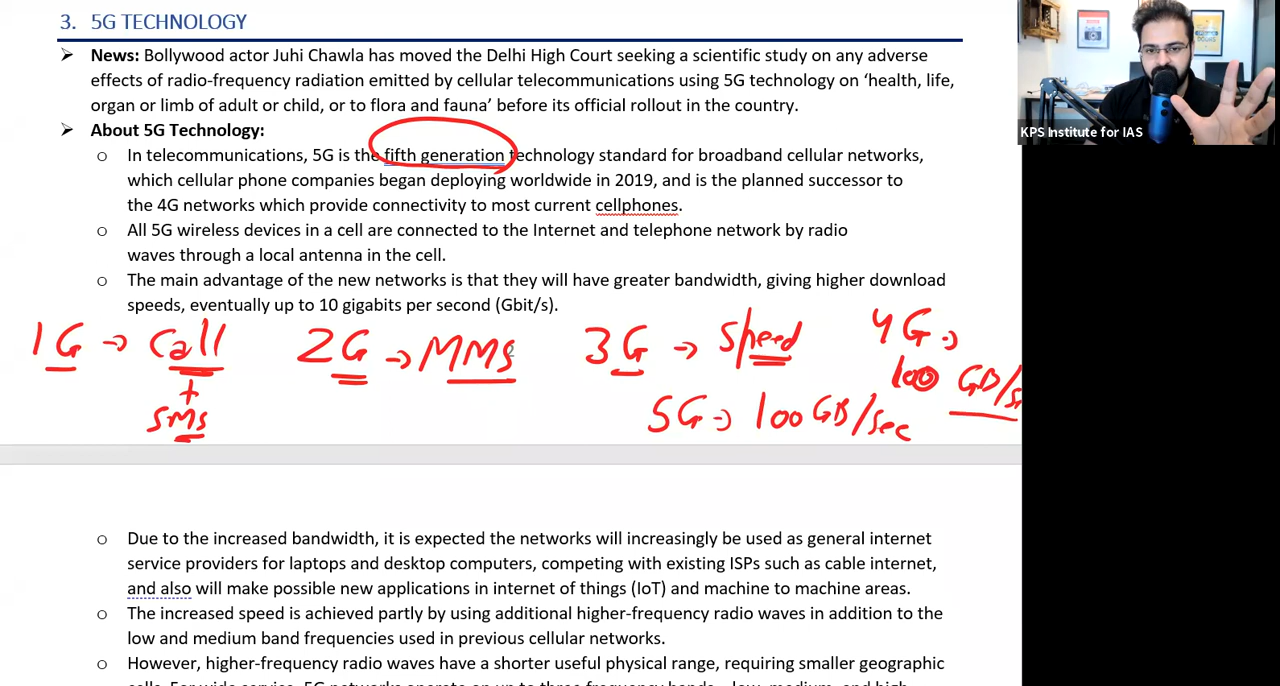 3. 5G TECHNOLOGY
➢ News: Bollywood actor Juhi Chawla has moved the Delhi High Court seeking a scientific study on any adverse
effects of radio-frequency radiation emitted by cellular telecommunications using 5G technology on ‘health, life,
organ or limb of adult or child, or to flora and fauna’ before its official rollout in the country.
➢ About 5G Technology:
o In telecommunications, 5G is the fifth generation technology standard for broadband cellular networks,
which cellular phone companies began deploying worldwide in 2019, and is the planned successor to
the 4G networks which provide connectivity to most current cellphones.
o All 5G wireless devices in a cell are connected to the Internet and telephone network by radio
waves through a local antenna in the cell.
o The main advantage of the new networks is that they will have greater bandwidth, giving higher download
speeds, eventually up to 10 gigabits per second (Gbit/s).
1G → Call + SMS
2G → MMS
3G → Speed
4G → 100 GB/s
5G → 100 GB/sec
o Due to the increased bandwidth, it is expected the networks will increasingly be used as general internet
service providers for laptops and desktop computers, competing with existing ISPs such as cable internet,
and also will make possible new applications in internet of things (IoT) and machine to machine areas.
o The increased speed is achieved partly by using additional higher-frequency radio waves in addition to the
low and medium band frequencies used in previous cellular networks.
o However, higher-frequency radio waves have a shorter useful physical range, requiring smaller geographic
KPS Institute for IAS